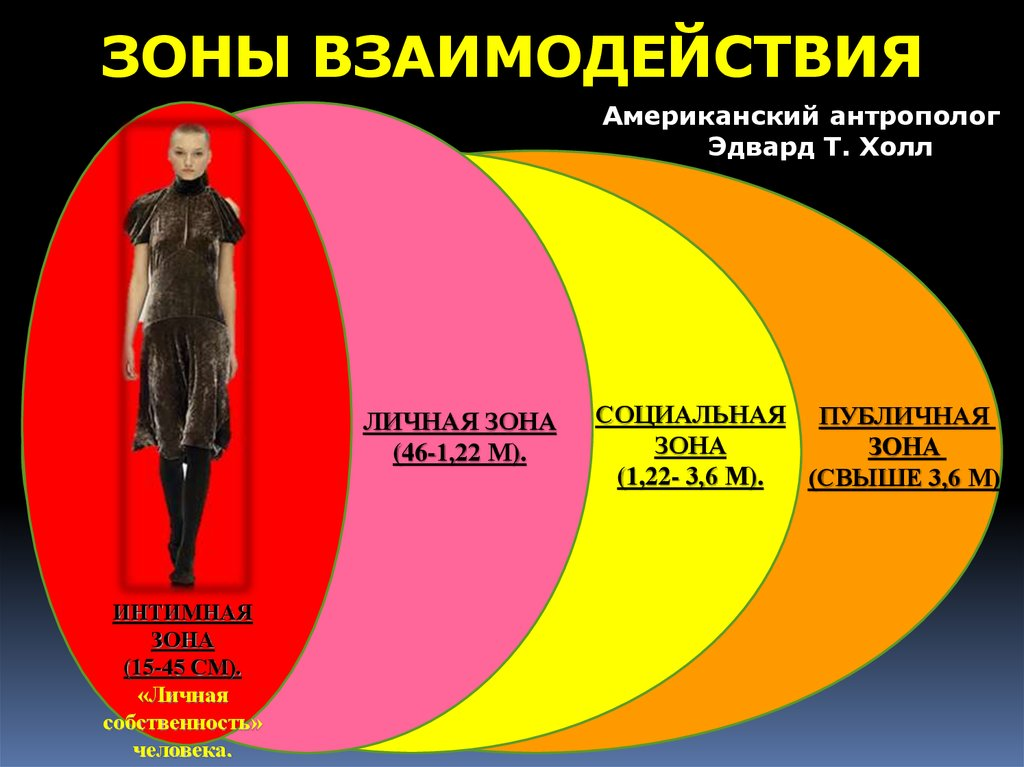 ЗОНЫ ВЗАИМОДЕЙСТВИЯ
Американский антрополог
Эдвард Т. Холл
ЛИЧНАЯ ЗОНА
(46-1,22 М).
СОЦИАЛЬНАЯ
ЗОНА
(1,22- 3,6 М).
ПУБЛИЧНАЯ
ЗОНА
(СВЫШЕ 3,6 М)
ИНТИМНАЯ
ЗОНА
(15-45 СМ).
«Личная
собственность»
человека.